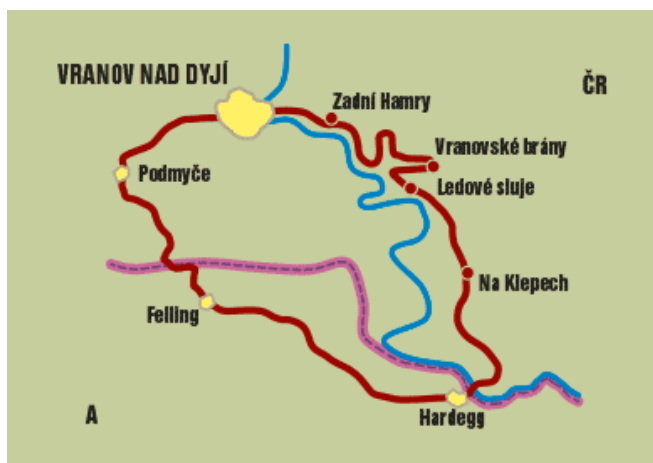 VRANOV NAD DYJÍ
ČR
Zadní Hamry
Vranovské brány
Podmyče
Ledové sluje
Na Klepech
Felling
A
Hardegg